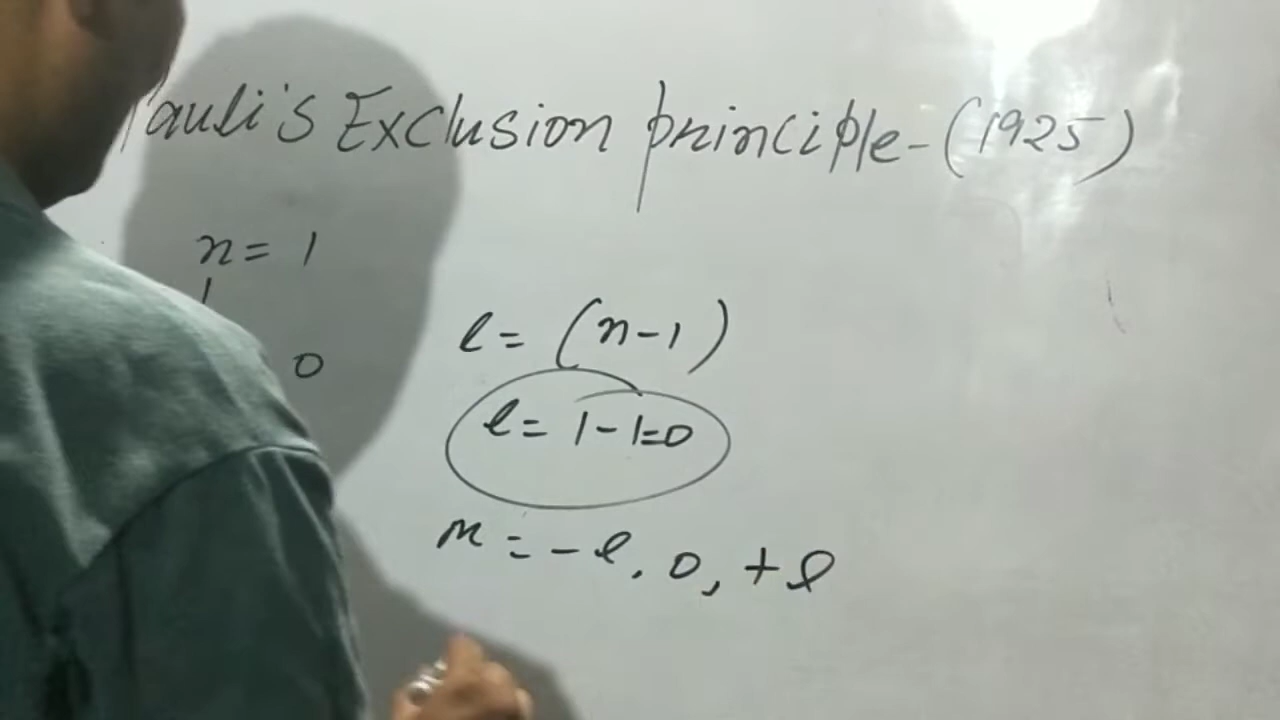 Pauli's Exclusion principle-(1925)
n = 1
l = (n-1)
0
l = 1-1=0
m = -l, 0, +l